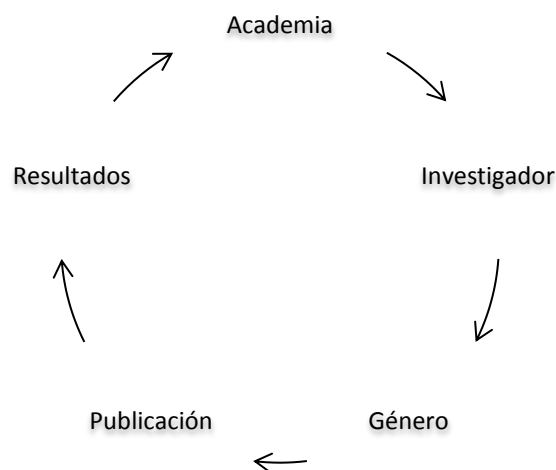 Academia
Resultados
Investigador
Publicación
Género